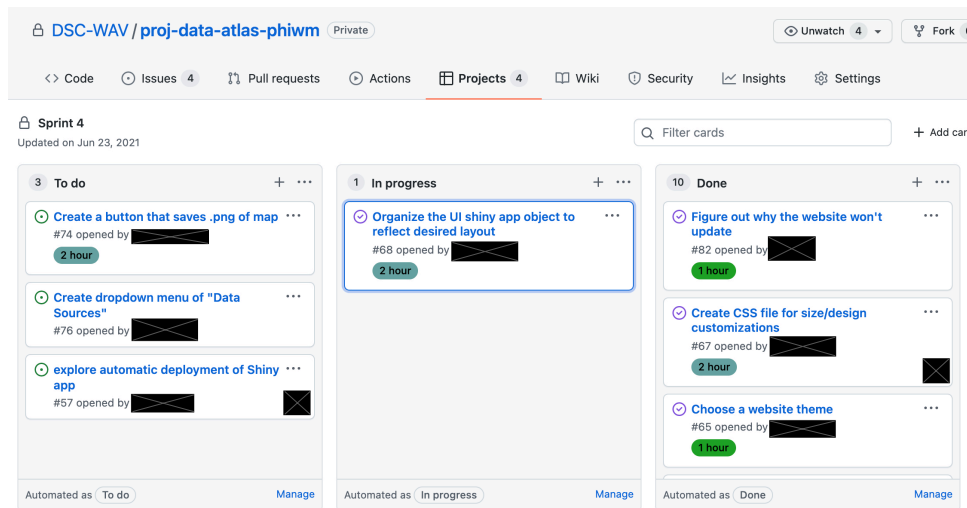 DSC-WAV / proj-data-atlas-phiwm Private
Unwatch 4
Fork
<> Code
Issues 4
Pull requests
Actions
Projects 4
Wiki
Security
Insights
Settings
Sprint 4
Updated on Jun 23, 2021
Filter cards
+ Add car
3 To do
Create a button that saves .png of map
#74 opened by
2 hour
Create dropdown menu of "Data
Sources"
#76 opened by
explore automatic deployment of Shiny
app
#57 opened by
Automated as To do
Manage
1 In progress
Organize the UI shiny app object to
reflect desired layout
#68 opened by
2 hour
Automated as In progress
Manage
10 Done
Figure out why the website won't
update
#82 opened by
1 hour
Create CSS file for size/design
customizations
#67 opened by
2 hour
Choose a website theme
#65 opened by
1 hour
Automated as Done
Manage